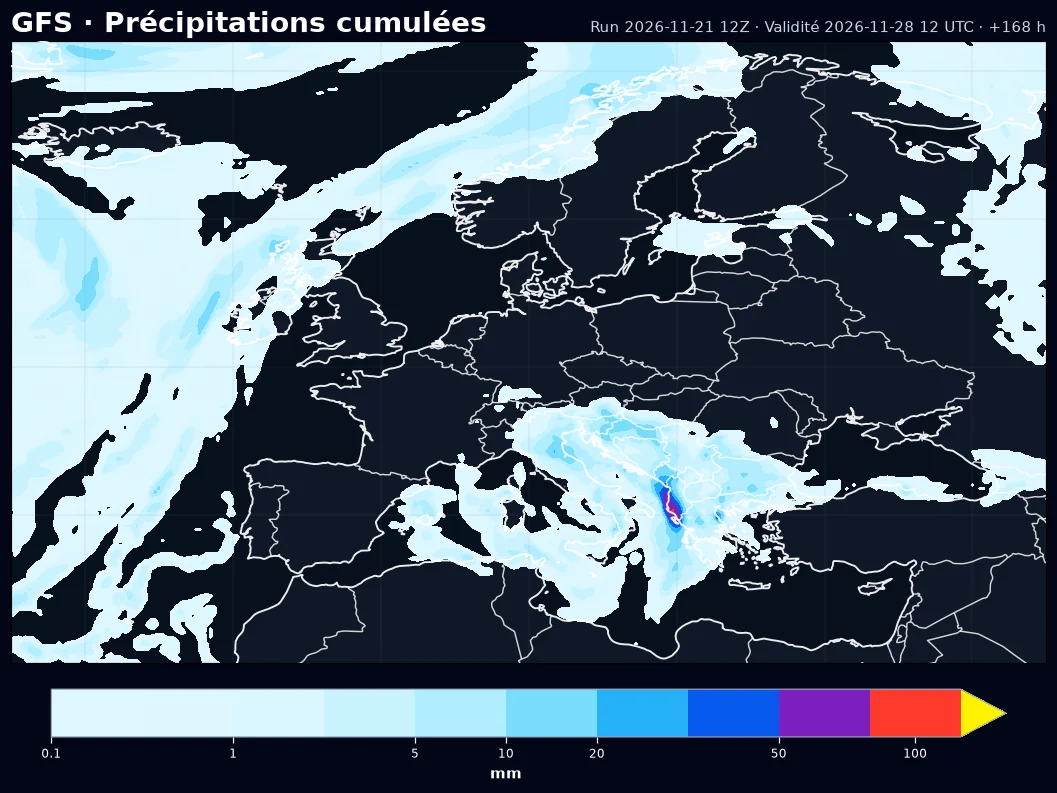 GFS · Précipitations cumulées
Run 2026-11-21 12Z · Validité 2026-11-28 12 UTC · +168 h
0.1 1 5 10 20 50 100
mm